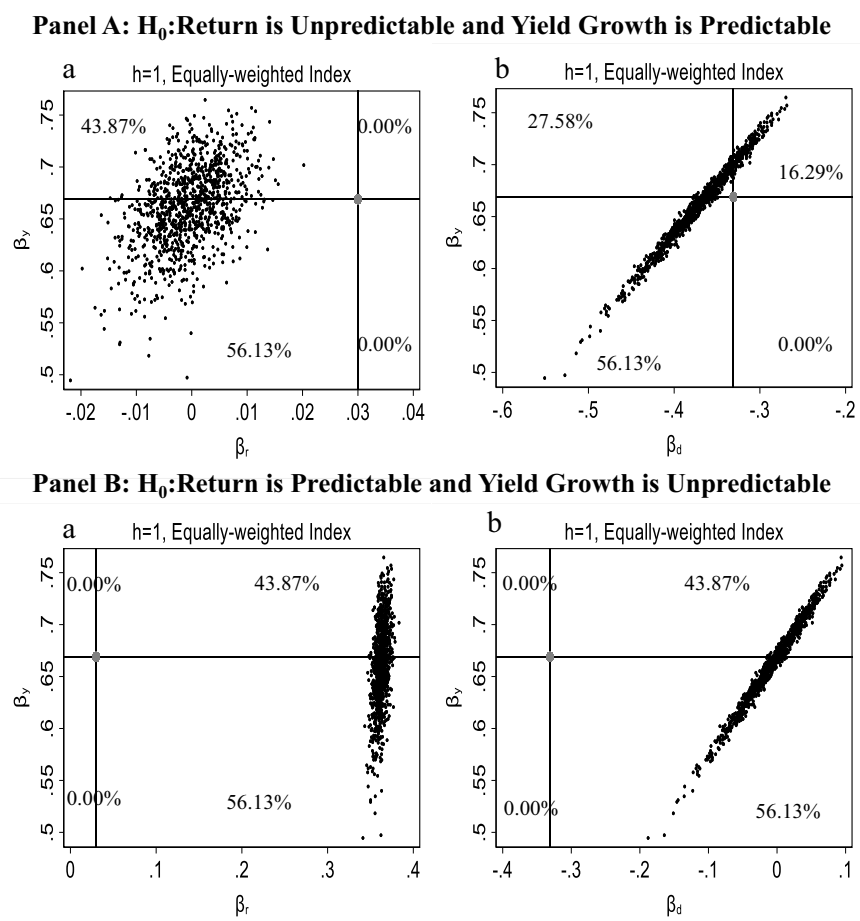 Panel A: H₀:Return is Unpredictable and Yield Growth is Predictable
a
h=1, Equally-weighted Index
43.87%
0.00%
56.13%
0.00%
.75
.7
.65
.6
.55
.5
βy
-.02 -.01 0 .01 .02 .03 .04
βr
b
h=1, Equally-weighted Index
27.58%
16.29%
56.13%
0.00%
.75
.7
.65
.6
.55
.5
βy
-.6 -.5 -.4 -.3 -.2
βd
Panel B: H₀:Return is Predictable and Yield Growth is Unpredictable
a
h=1, Equally-weighted Index
0.00%
43.87%
0.00%
56.13%
.75
.7
.65
.6
.55
.5
βy
0 .1 .2 .3 .4
βr
b
h=1, Equally-weighted Index
0.00%
43.87%
0.00%
56.13%
.75
.7
.65
.6
.55
.5
βy
-.4 -.3 -.2 -.1 0 .1
βd